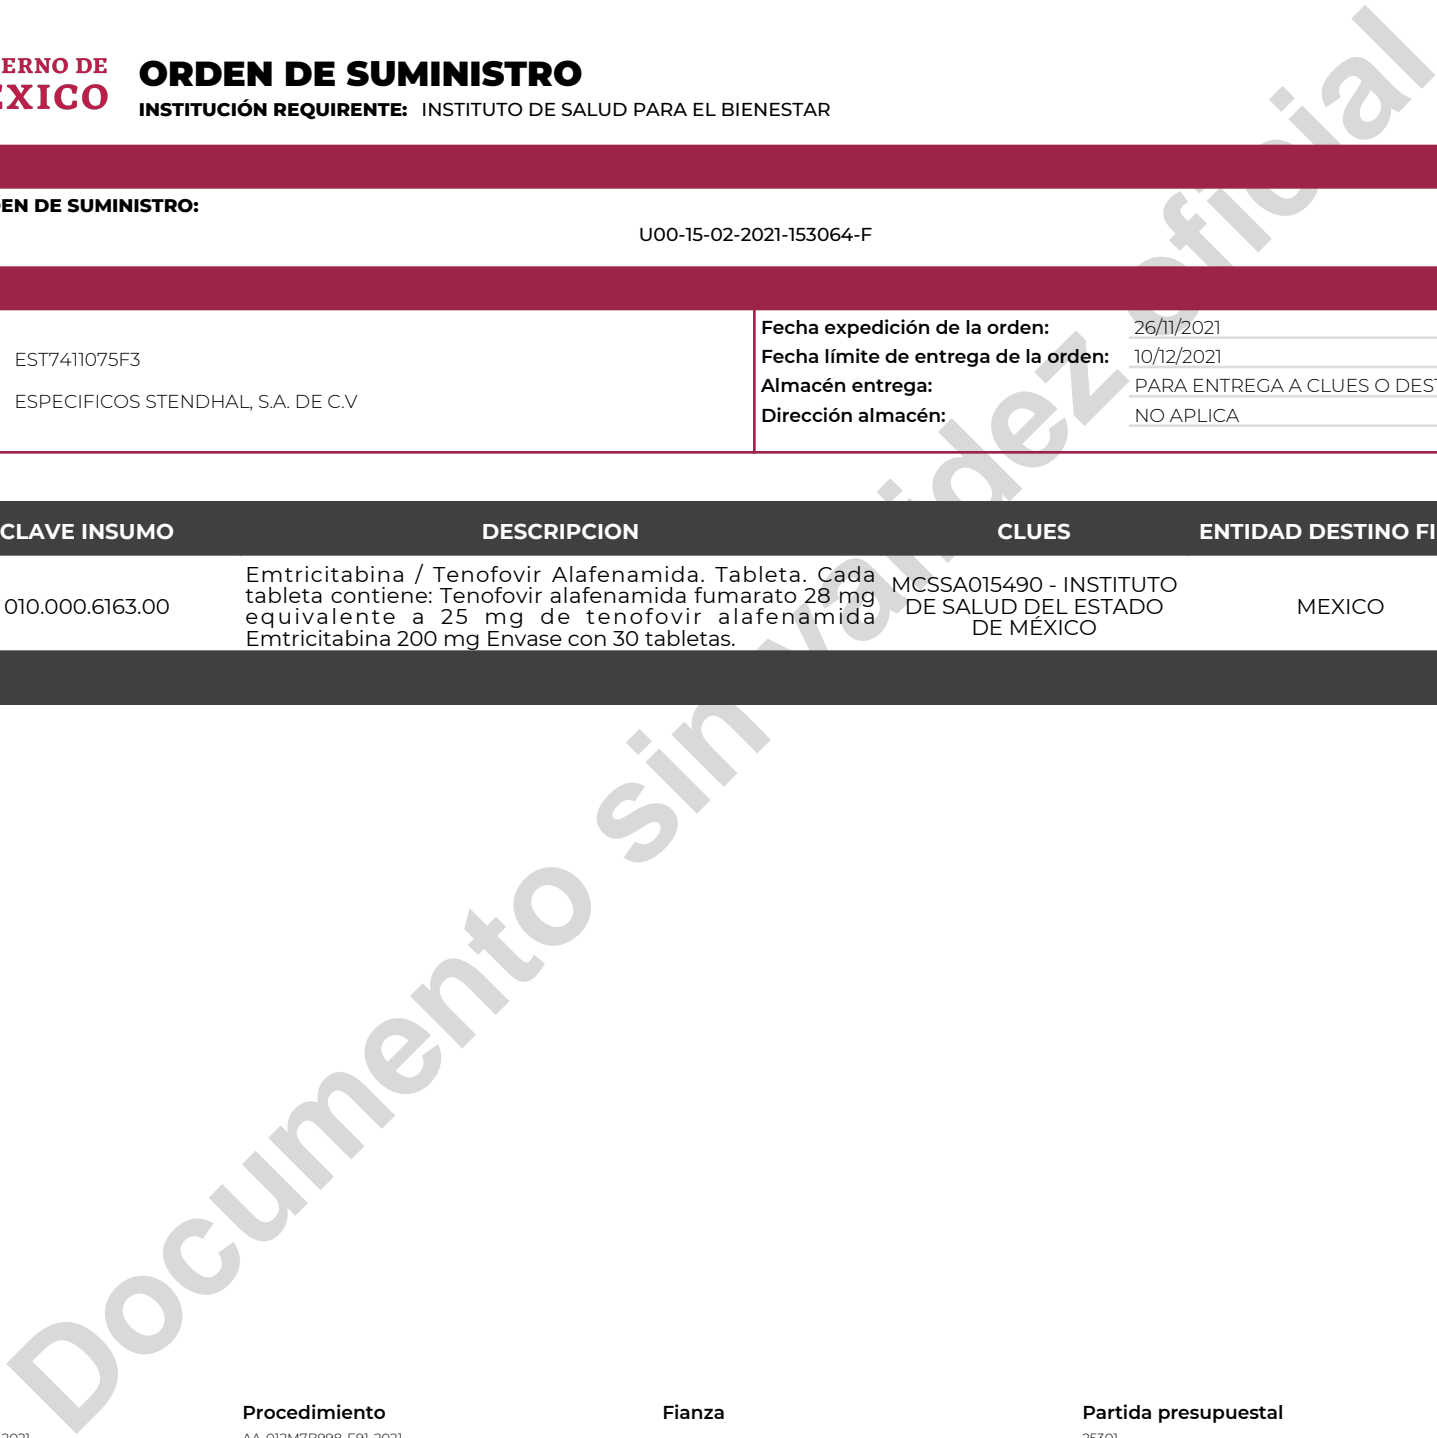 ERNO DE
EXICO
ORDEN DE SUMINISTRO
INSTITUCIÓN REQUIRENTE: INSTITUTO DE SALUD PARA EL BIENESTAR
EN DE SUMINISTRO:
U00-15-02-2021-153064-F
EST7411075F3
ESPECIFICOS STENDHAL, S.A. DE C.V
Fecha expedición de la orden: 26/11/2021
Fecha límite de entrega de la orden: 10/12/2021
Almacén entrega: PARA ENTREGA A CLUES O DEST
Dirección almacén: NO APLICA
CLAVE INSUMO DESCRIPCION CLUES ENTIDAD DESTINO FI
010.000.6163.00
Emtricitabina / Tenofovir Alafenamida. Tableta. Cada
tableta contiene: Tenofovir alafenamida fumarato 28 mg
equivalente a 25 mg de tenofovir alafenamida
Emtricitabina 200 mg Envase con 30 tabletas.
MCSSA015490 - INSTITUTO
DE SALUD DEL ESTADO
DE MÉXICO
MEXICO
Documento sin validez oficial
Procedimiento Fianza Partida presupuestal